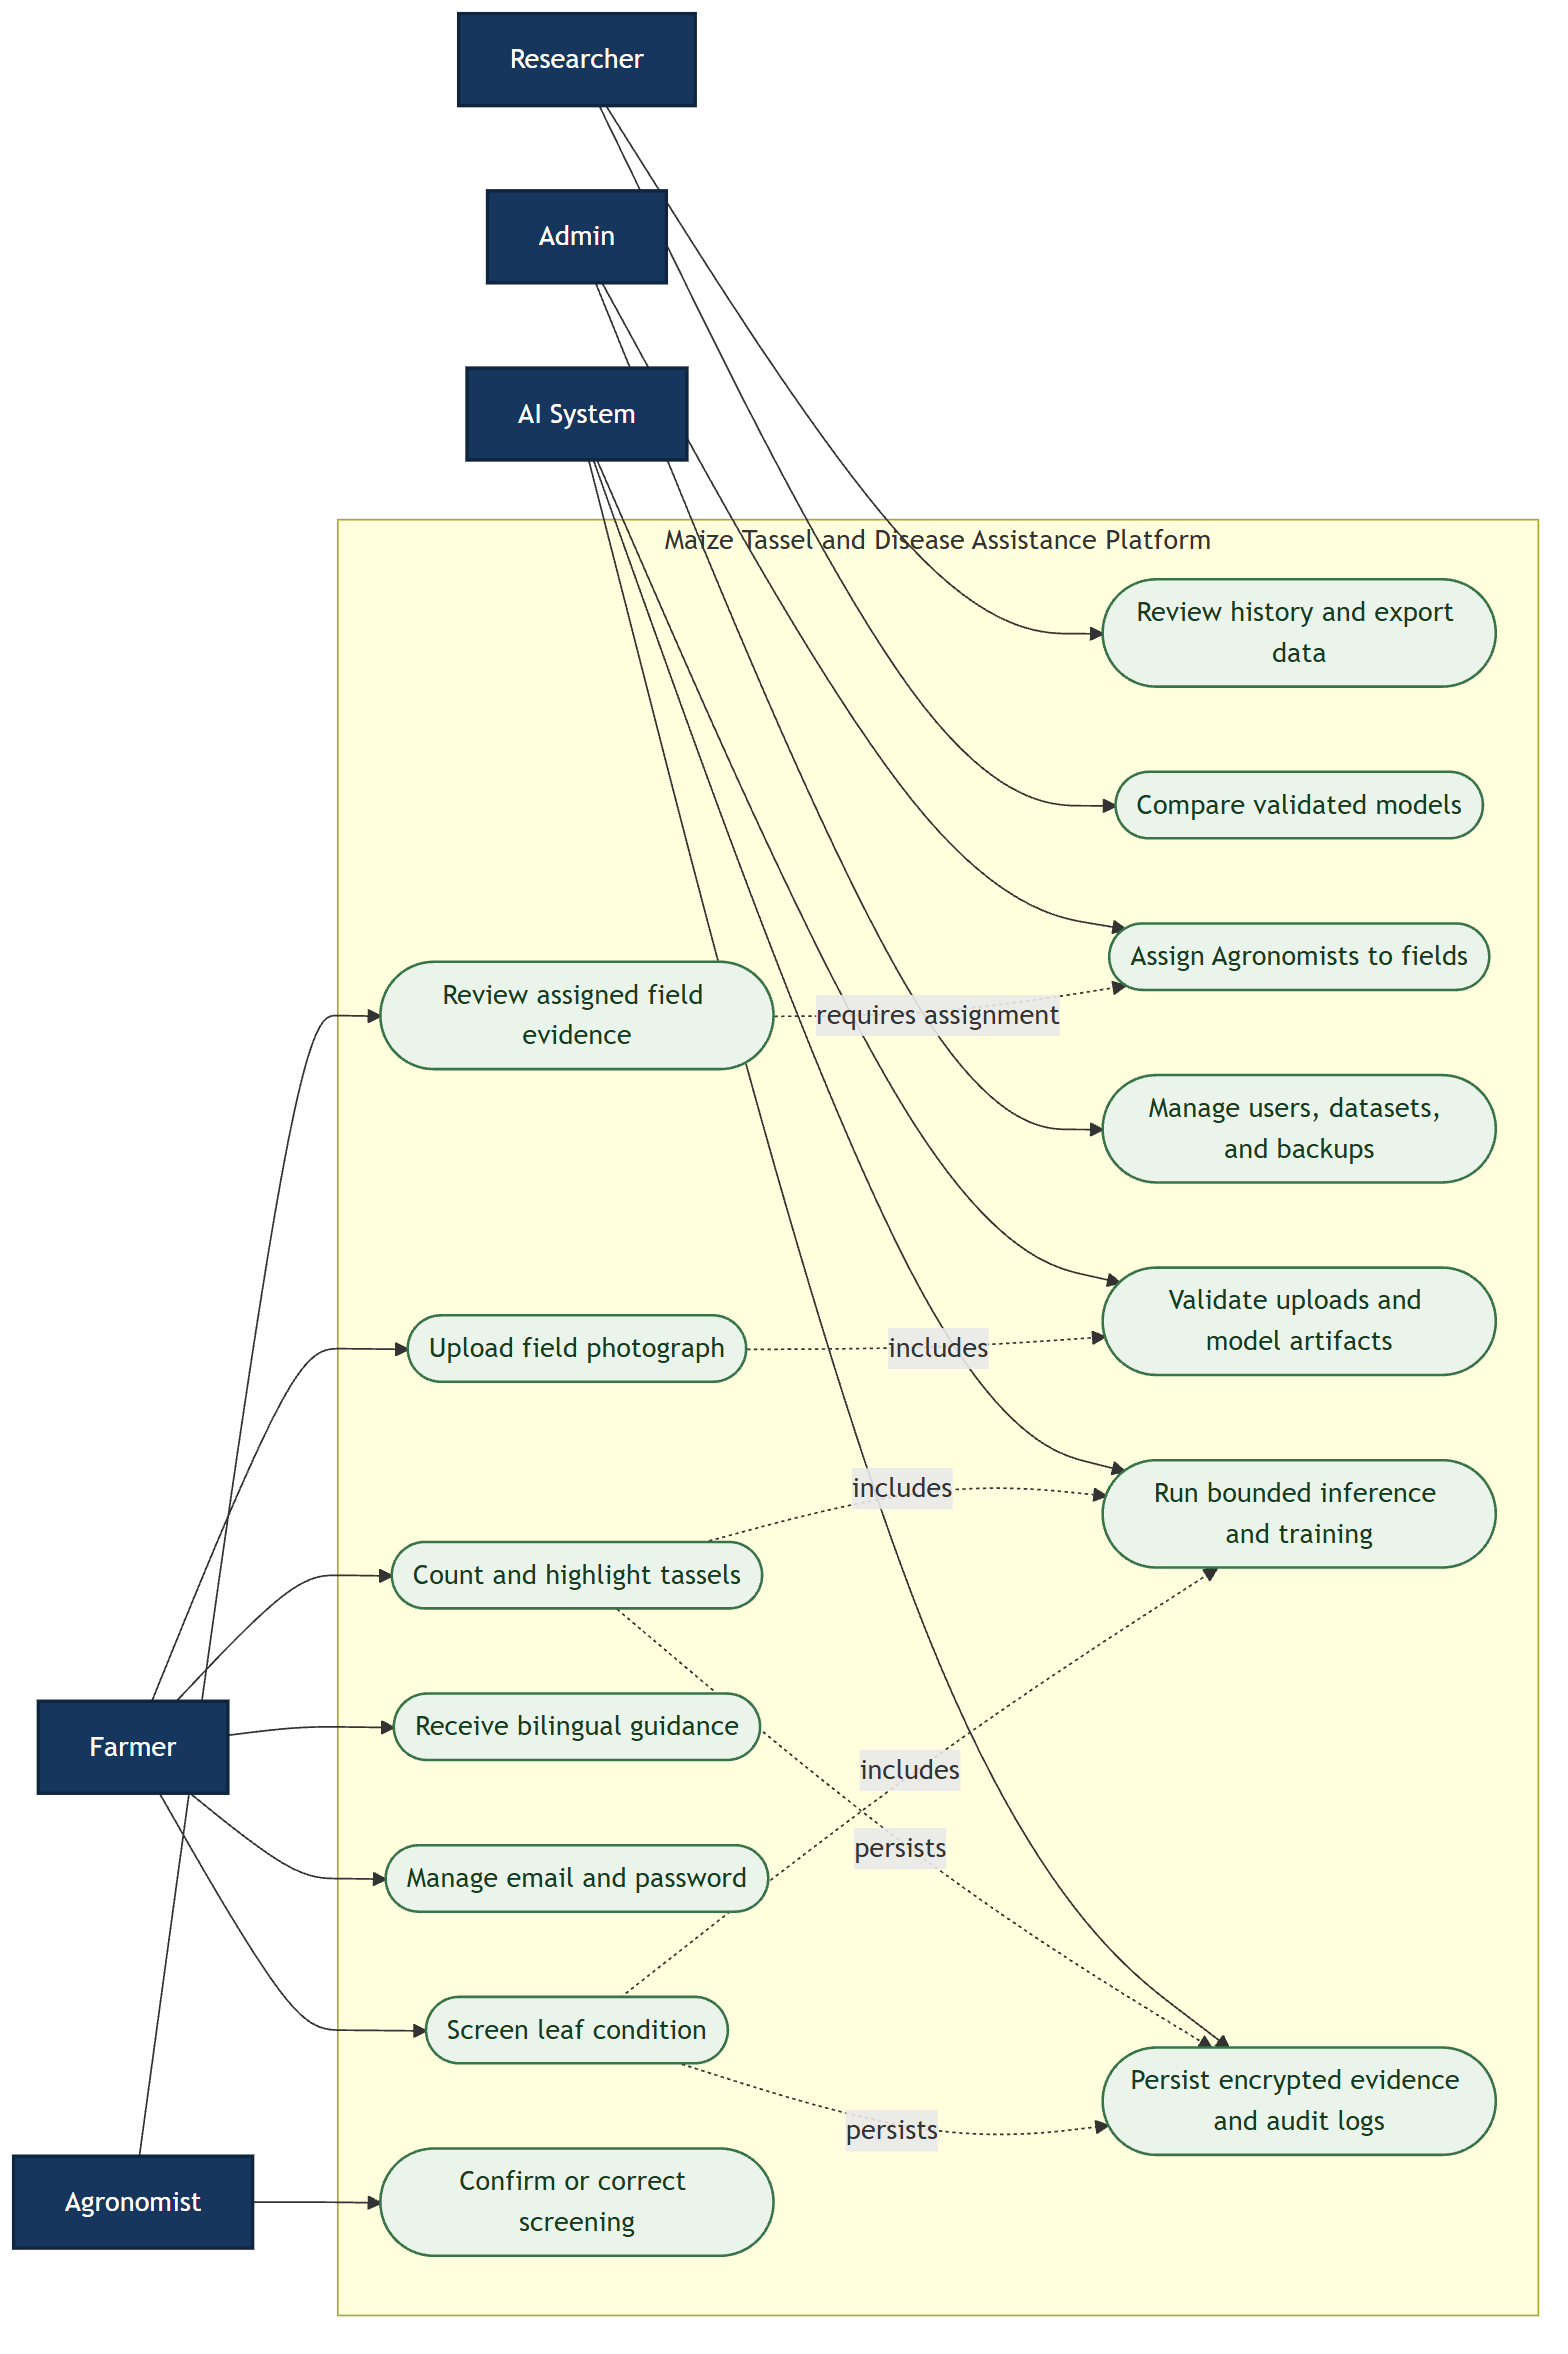 Researcher
Admin
AI System
Maize Tassel and Disease Assistance Platform
Review history and export
data
Compare validated models
Assign Agronomists to fields
Review assigned field
evidence
requires assignment
Manage users, datasets,
and backups
Validate uploads and
model artifacts
Upload field photograph
includes
includes
Run bounded inference
and training
Count and highlight tassels
Receive bilingual guidance
Farmer
includes
persists
Manage email and password
Screen leaf condition
Persist encrypted evidence
and audit logs
persists
Confirm or correct
screening
Agronomist